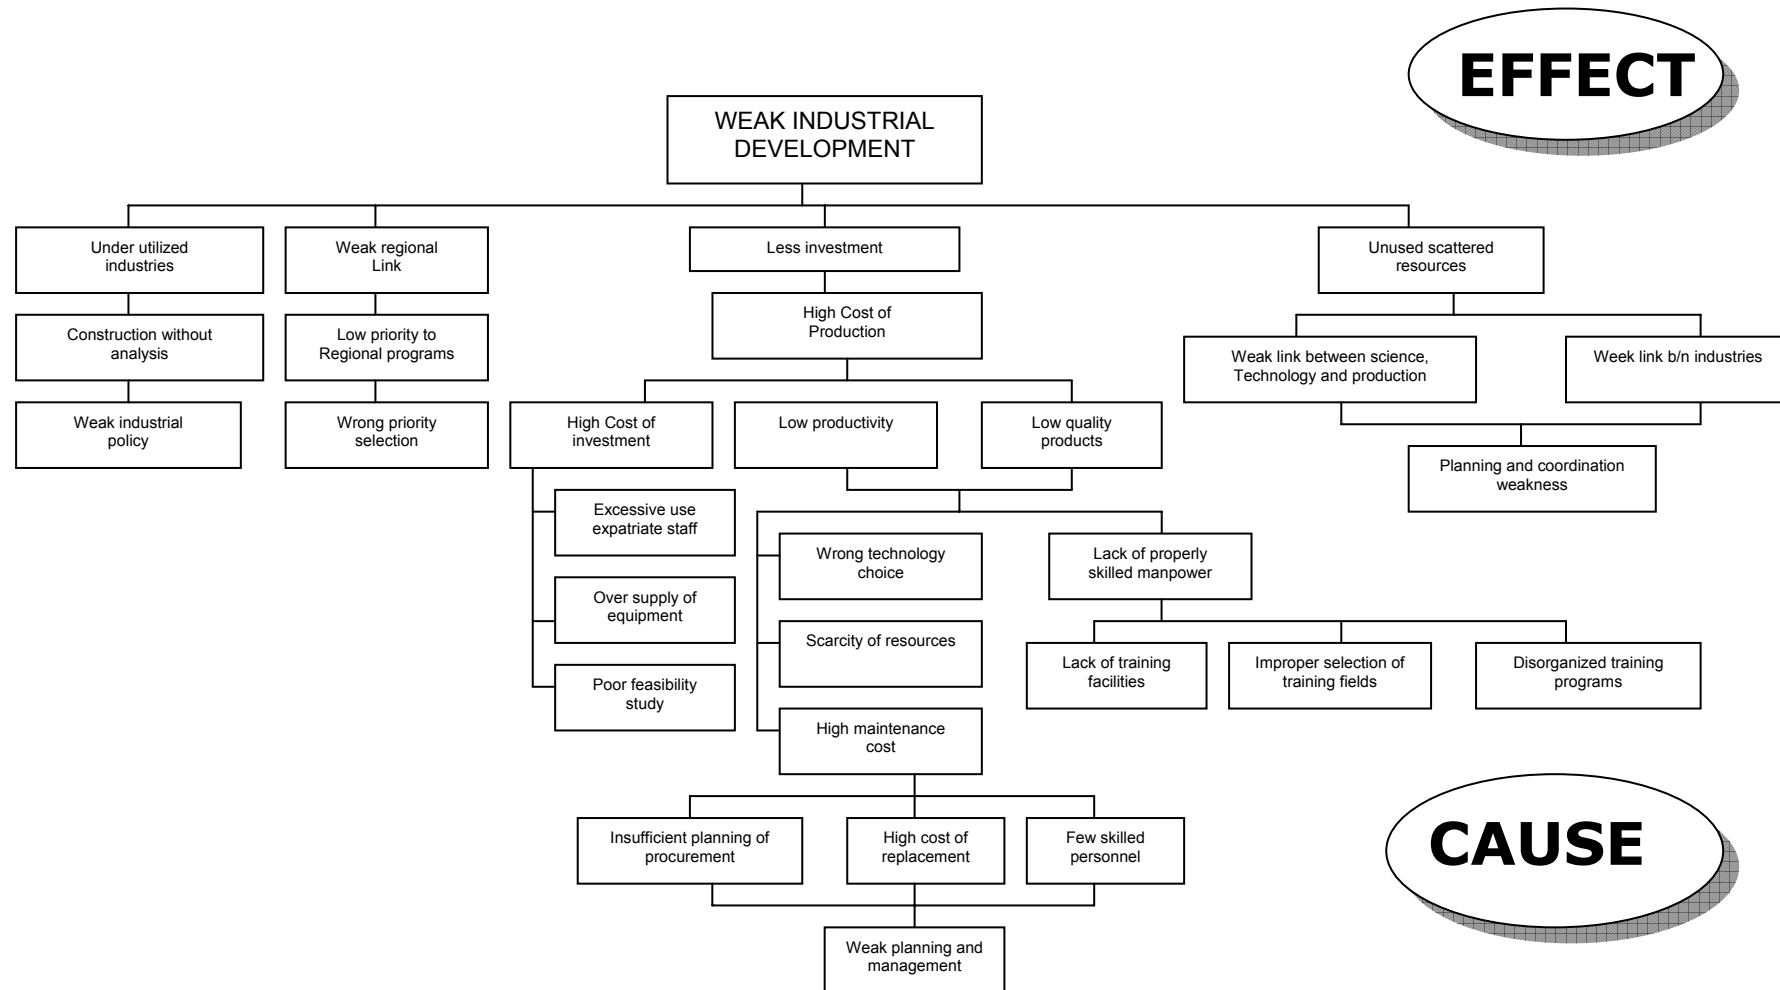 EFFECT
WEAK INDUSTRIAL
DEVELOPMENT
Under utilized
industries
Weak regional
Link
Less investment
Unused scattered
resources
High Cost of
Production
Construction without
analysis
Low priority to
Regional programs
Weak link between science,
Technology and production
Week link b/n industries
Weak industrial
policy
Wrong priority
selection
High Cost of
investment
Low productivity
Low quality
products
Planning and coordination
weakness
Excessive use
expatriate staff
Wrong technology
choice
Lack of properly
skilled manpower
Over supply of
equipment
Scarcity of resources
Lack of training
facilities
Improper selection of
training fields
Disorganized training
programs
Poor feasibility
study
High maintenance
cost
Insufficient planning of
procurement
High cost of
replacement
Few skilled
personnel
CAUSE
Weak planning and
management